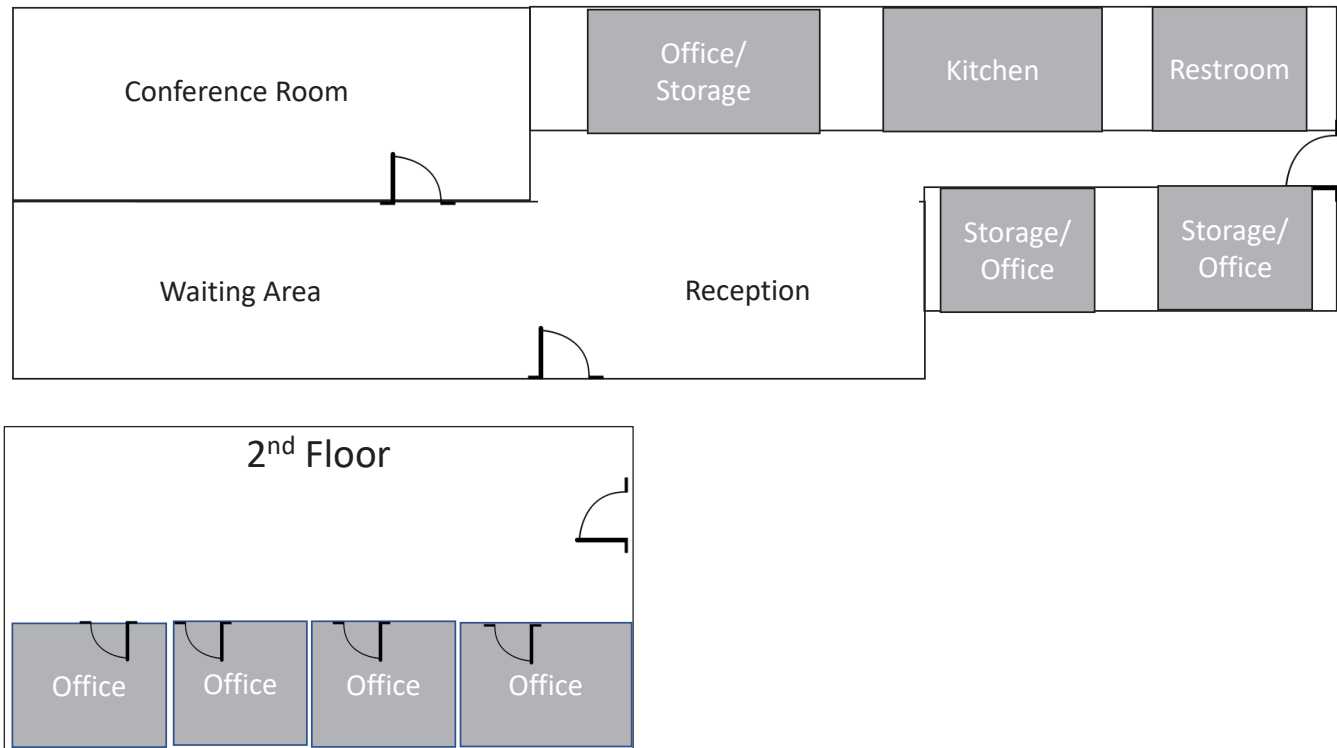 Conference Room
Office/
Storage
Kitchen
Restroom
Waiting Area
Reception
Storage/
Office
Storage/
Office
2nd Floor
Office
Office
Office
Office